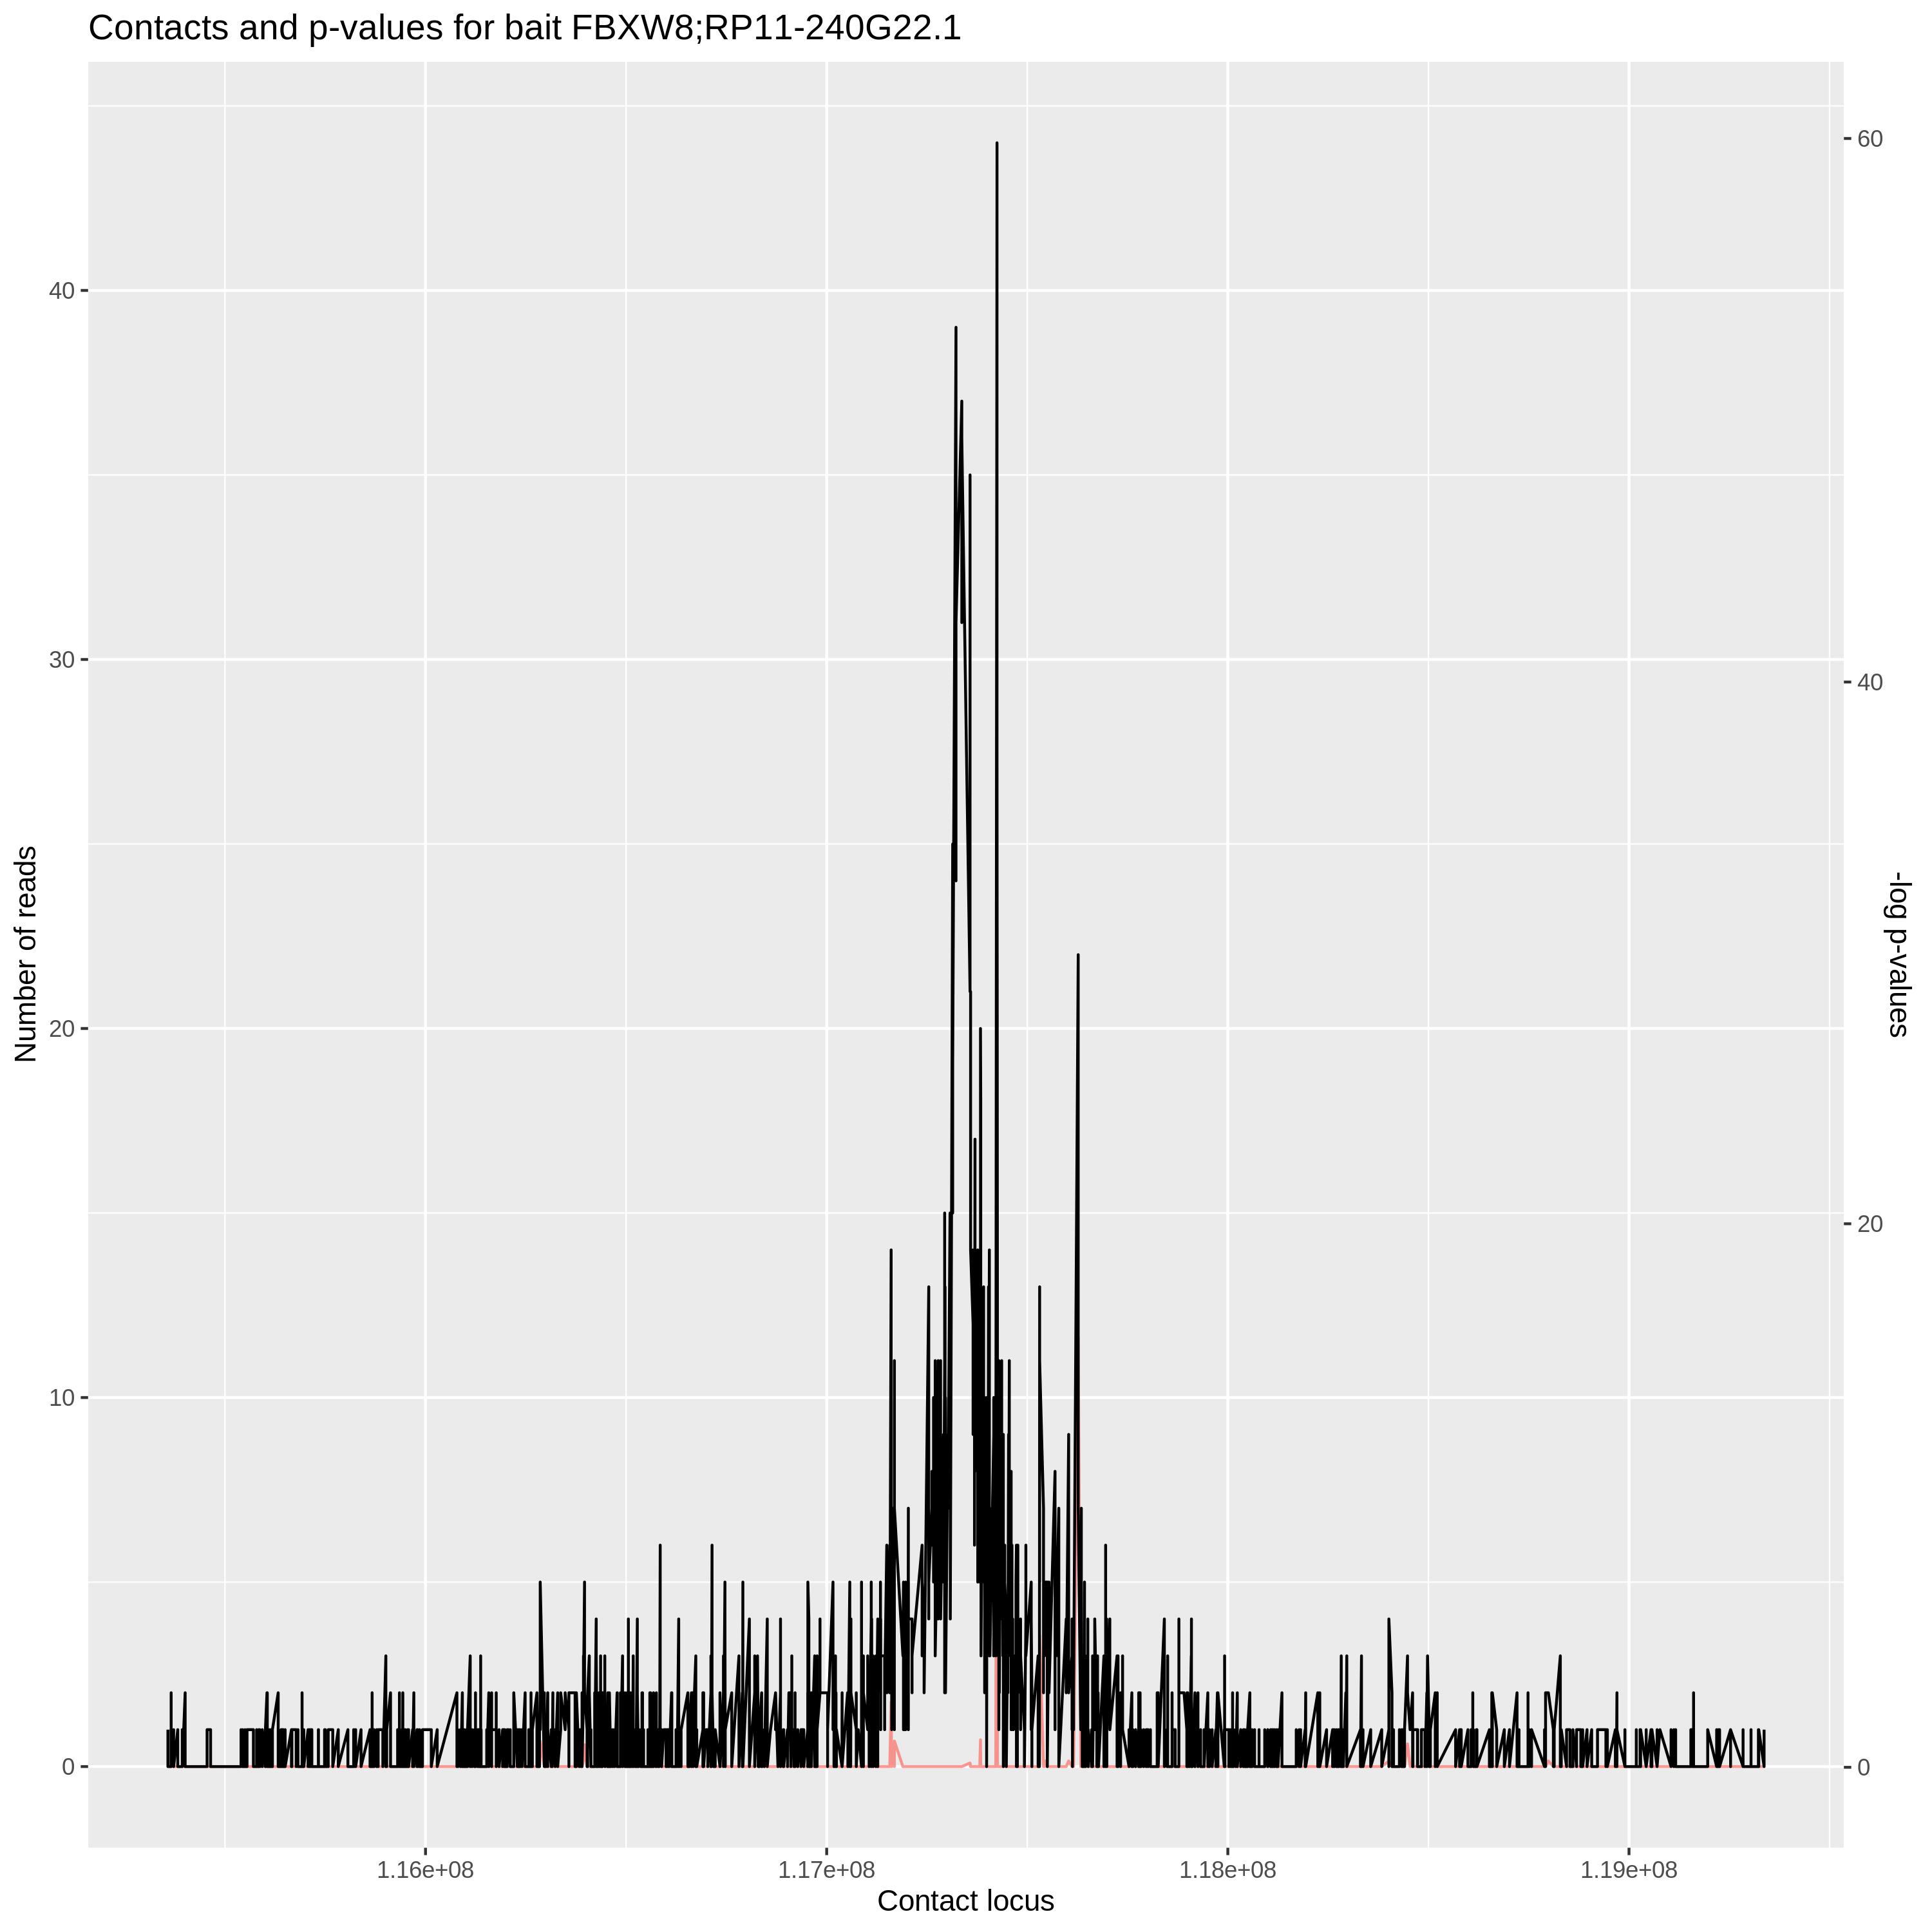 Contacts and p-values for bait FBXW8;RP11-240G22.1
Number of reads
40
30
20
10
0
60
40
20
0
-log p-values
1.16e+08 1.17e+08 1.18e+08 1.19e+08
Contact locus